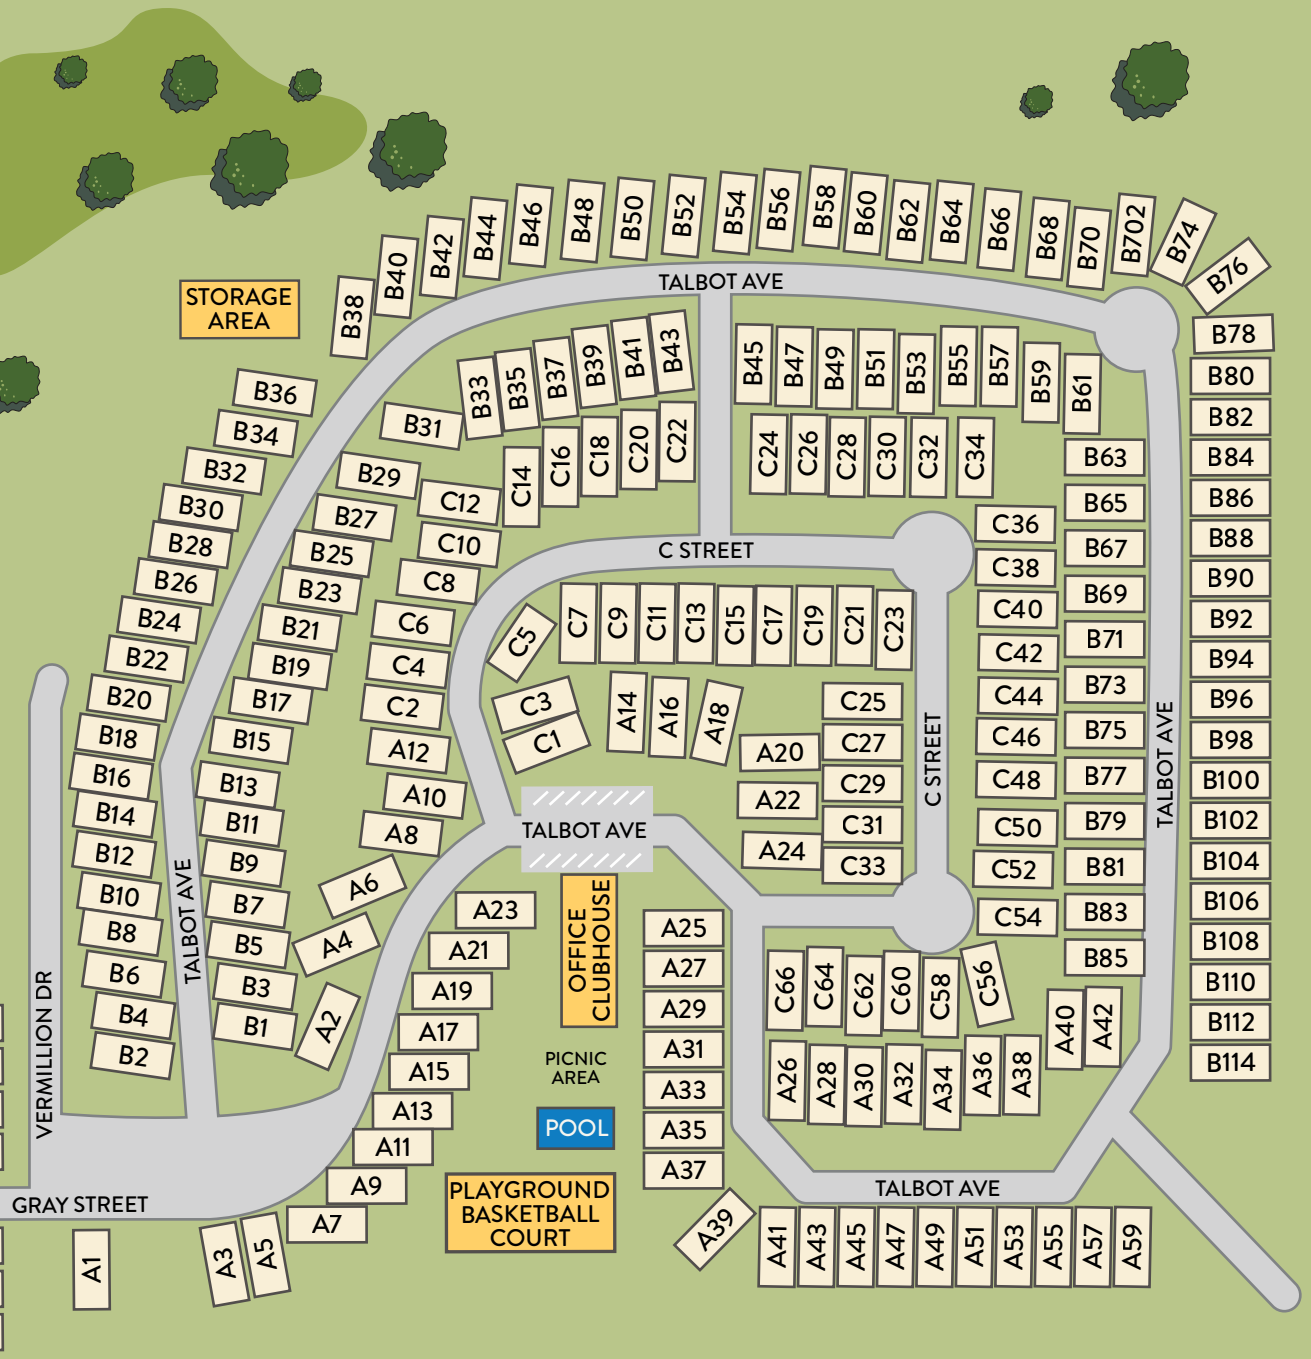 B38
B40
B42
B44
B46
B48
B50
B52
B54
B56
B58
B60
B62
B64
B66
B68
B70
B702
B74
B76
STORAGE
AREA
TALBOT AVE
B78
B80
B82
B84
B86
B88
B90
B92
B94
B96
B98
B100
B102
B104
B106
B108
B110
B112
B114
B36
B34
B32
B30
B28
B26
B24
B22
B20
B18
B16
B14
B12
B10
B8
B6
B4
B2
B33
B35
B37
B39
B41
B43
B45
B47
B49
B51
B53
B55
B57
B59
B61
B31
B29
B27
B25
B23
B21
B19
B17
B15
B13
B11
B9
B7
B5
B3
B1
C12
C10
C8
C6
C4
C2
A12
A10
A8
A6
A4
A2
C14
C16
C18
C20
C22
C24
C26
C28
C30
C32
C34
B63
B65
B67
B69
B71
B73
B75
B77
B79
B81
B83
B85
C36
C38
C40
C42
C44
C46
C48
C50
C52
C54
C STREET
C5
C7
C9
C11
C13
C15
C17
C19
C21
C23
C3
C1
A14
A16
A18
A20
A22
A24
C25
C27
C29
C31
C33
C STREET
TALBOT AVE
TALBOT AVE
TALBOT AVE
VERMILLION DR
GRAY STREET
OFFICE
CLUBHOUSE
PICNIC
AREA
POOL
PLAYGROUND
BASKETBALL
COURT
A23
A21
A19
A17
A15
A13
A11
A9
A7
A5
A3
A1
A25
A27
A29
A31
A33
A35
A37
A39
C66
C64
C62
C60
C58
C56
A26
A28
A30
A32
A34
A36
A38
A40
A42
TALBOT AVE
A41
A43
A45
A47
A49
A51
A53
A55
A57
A59